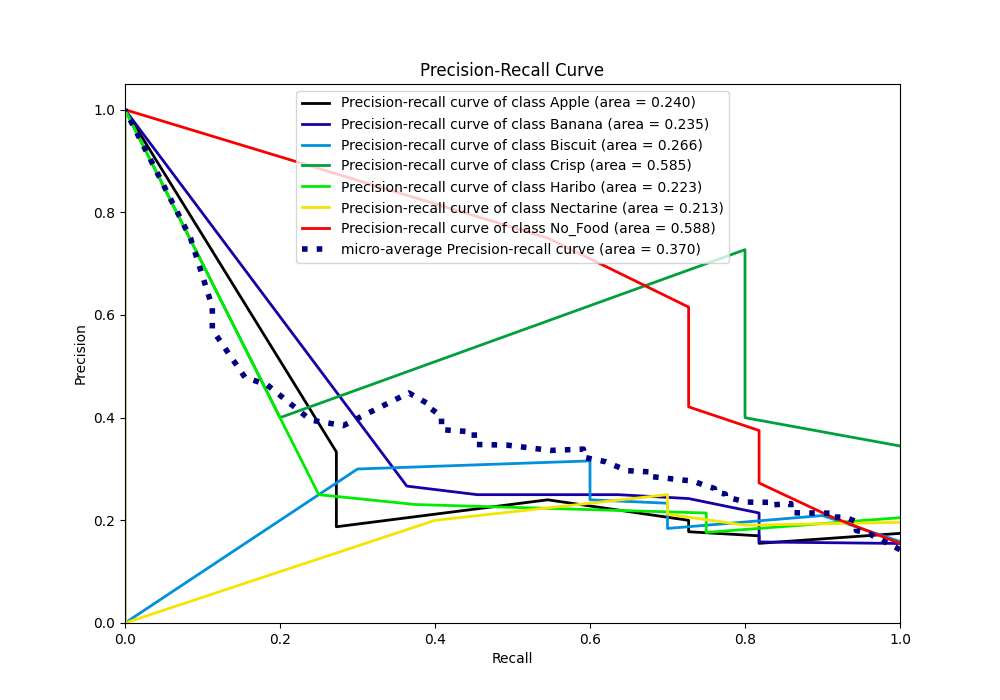 Precision-Recall Curve
Precision-recall curve of class Apple (area = 0.240)
Precision-recall curve of class Banana (area = 0.235)
Precision-recall curve of class Biscuit (area = 0.266)
Precision-recall curve of class Crisp (area = 0.585)
Precision-recall curve of class Haribo (area = 0.223)
Precision-recall curve of class Nectarine (area = 0.213)
Precision-recall curve of class No_Food (area = 0.588)
micro-average Precision-recall curve (area = 0.370)
Precision
1.0
0.8
0.6
0.4
0.2
0.0
0.0 0.2 0.4 0.6 0.8 1.0
Recall